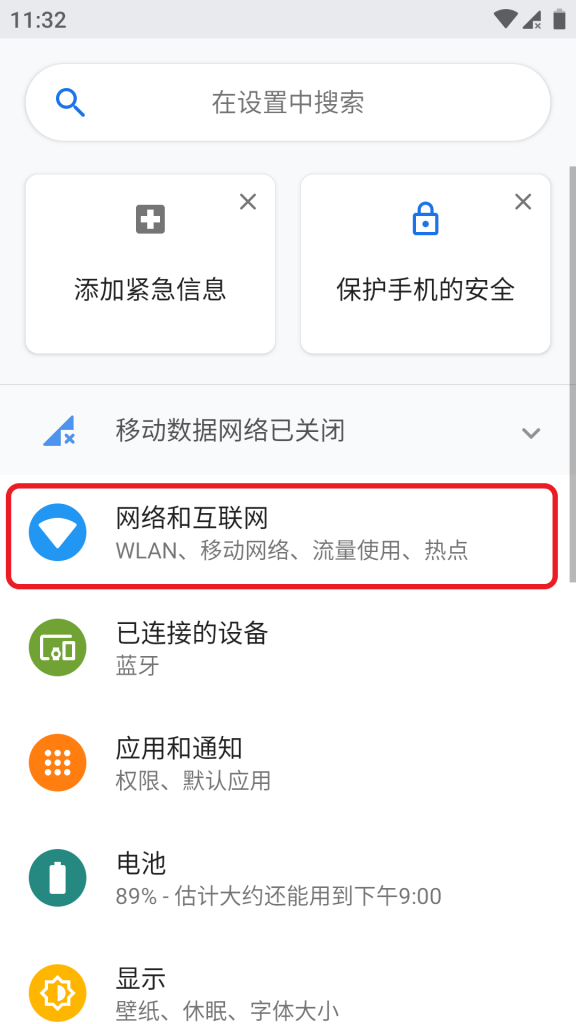 11:32
在设置中搜索
添加紧急信息
保护手机的安全
移动数据网络已关闭
网络和互联网
WLAN、移动网络、流量使用、热点
已连接的设备
蓝牙
应用和通知
权限、默认应用
电池
89% - 估计大约还能用到下午9:00
显示
壁纸、休眠、字体大小